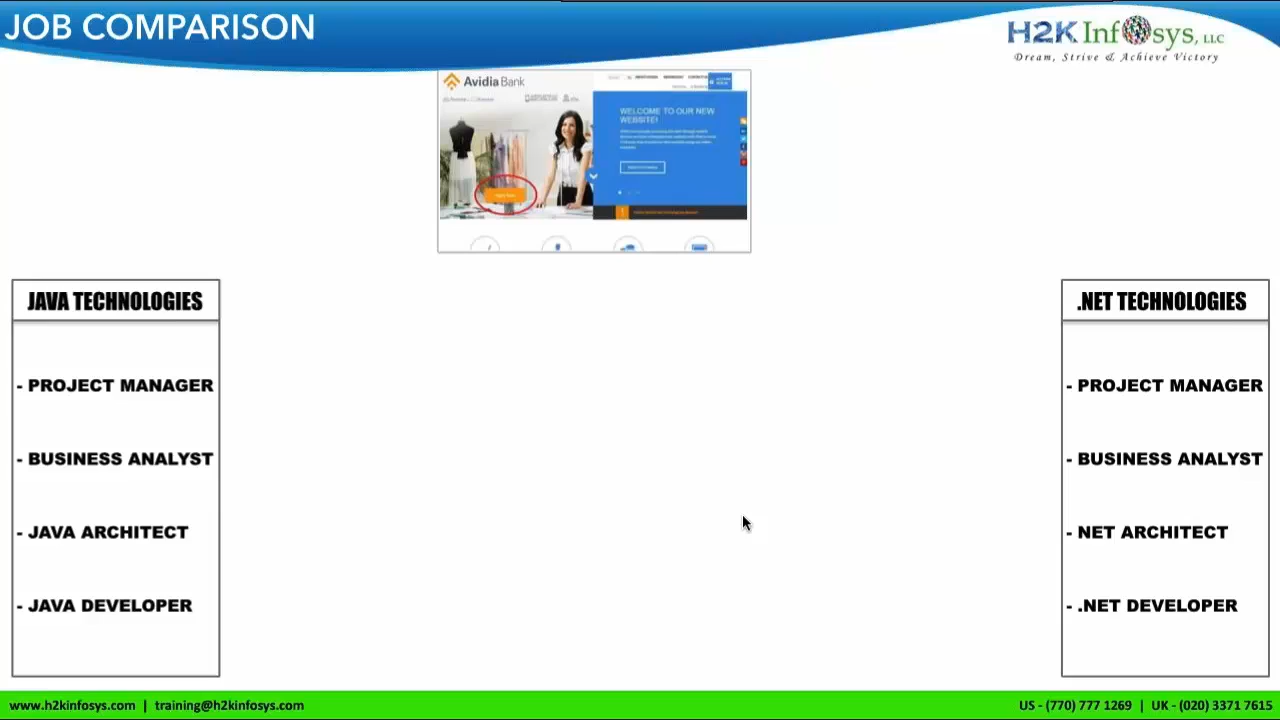 JOB COMPARISON
H2K Infosys, LLC
Dream, Strive & Achieve Victory
Avidia Bank
WELCOME TO OUR NEW
WEBSITE!
JAVA TECHNOLOGIES
- PROJECT MANAGER
- BUSINESS ANALYST
- JAVA ARCHITECT
- JAVA DEVELOPER
.NET TECHNOLOGIES
- PROJECT MANAGER
- BUSINESS ANALYST
- NET ARCHITECT
- .NET DEVELOPER
www.h2kinfosys.com | training@h2kinfosys.com
US - (770) 777 1269 | UK - (020) 3371 7615